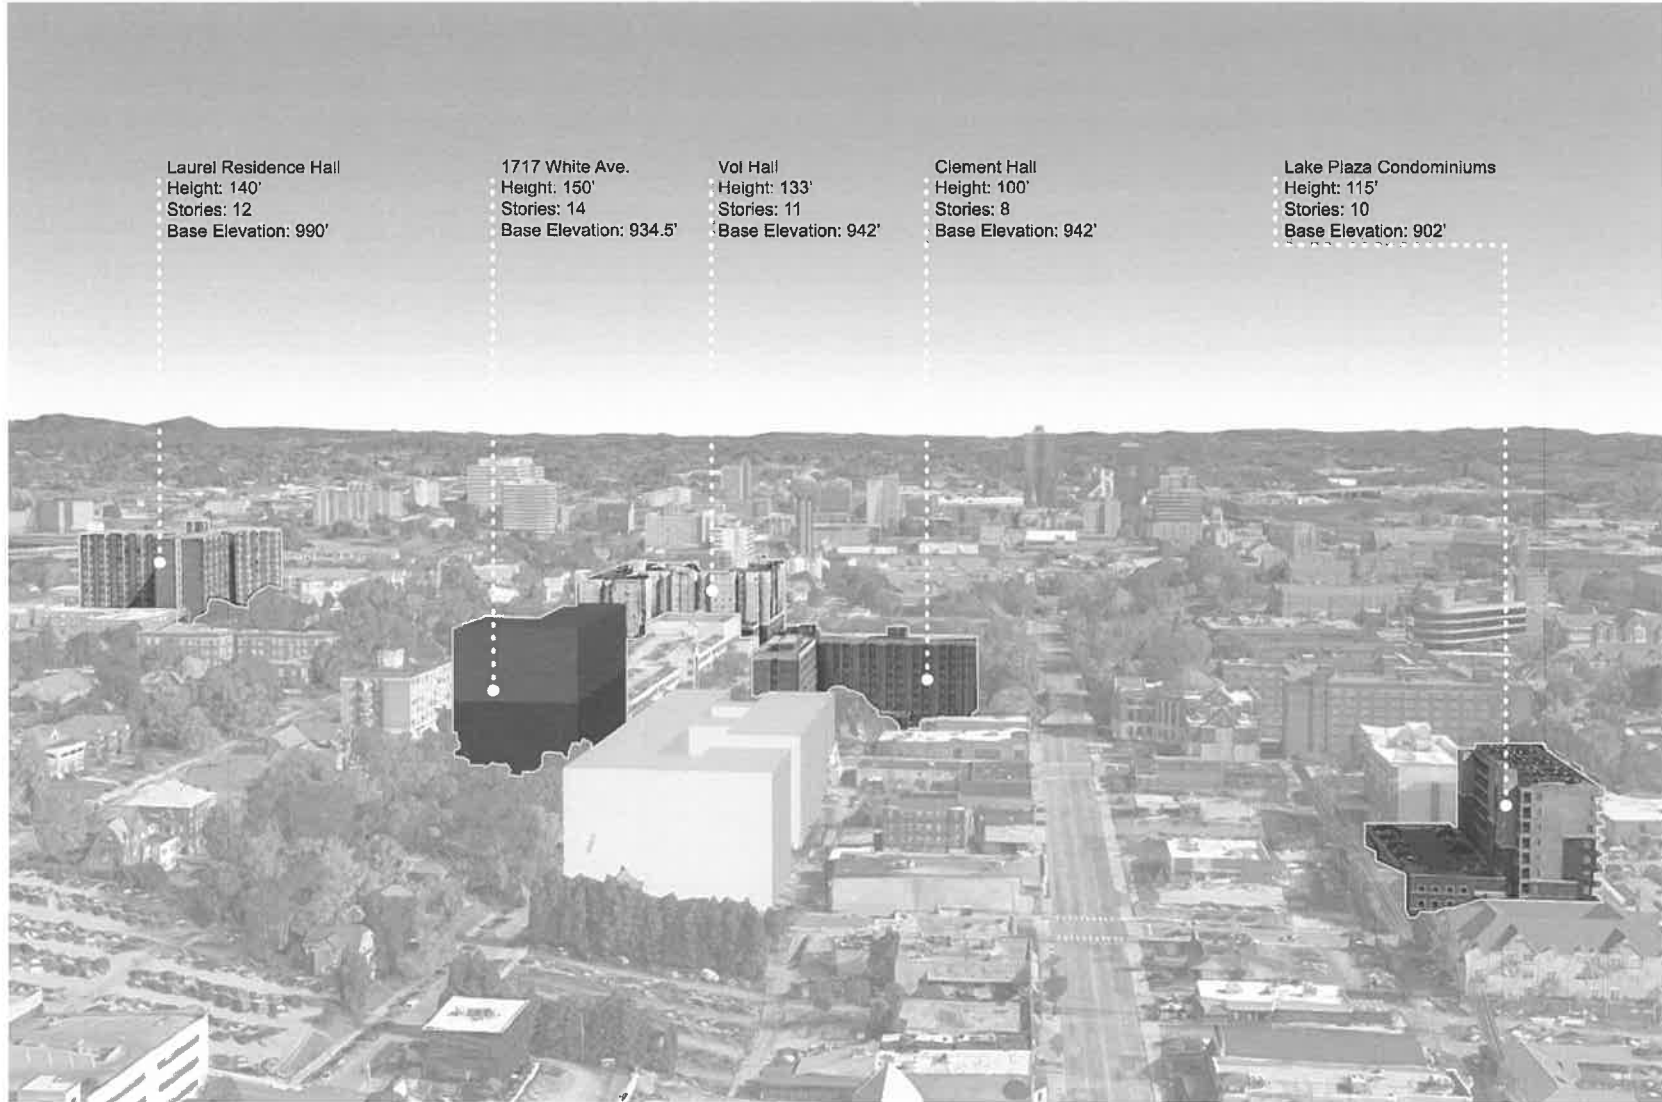 Laurel Residence Hall
Height: 140'
Stories: 12
Base Elevation: 990'
1717 White Ave.
Height: 150'
Stories: 14
Base Elevation: 934.5'
Vol Hall
Height: 133'
Stories: 11
Base Elevation: 942'
Clement Hall
Height: 100'
Stories: 8
Base Elevation: 942'
Lake Plaza Condominiums
Height: 115'
Stories: 10
Base Elevation: 902'